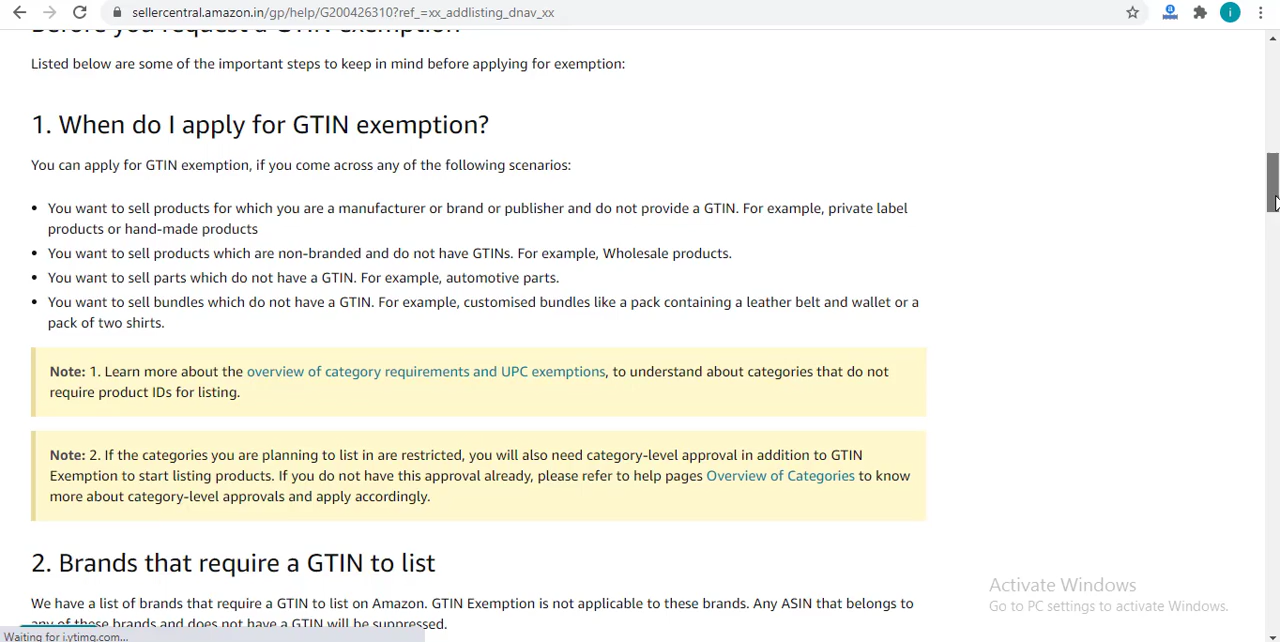 sellercentral.amazon.in/gp/help/G200426310?ref_=xx_addlisting_dnav_xx
i
Before you request a GTIN exemption
Listed below are some of the important steps to keep in mind before applying for exemption:
1. When do I apply for GTIN exemption?
You can apply for GTIN exemption, if you come across any of the following scenarios:
• You want to sell products for which you are a manufacturer or brand or publisher and do not provide a GTIN. For example, private label
products or hand-made products
• You want to sell products which are non-branded and do not have GTINs. For example, Wholesale products.
• You want to sell parts which do not have a GTIN. For example, automotive parts.
• You want to sell bundles which do not have a GTIN. For example, customised bundles like a pack containing a leather belt and wallet or a
pack of two shirts.
Note: 1. Learn more about the overview of category requirements and UPC exemptions, to understand about categories that do not
require product IDs for listing.
Note: 2. If the categories you are planning to list in are restricted, you will also need category-level approval in addition to GTIN
Exemption to start listing products. If you do not have this approval already, please refer to help pages Overview of Categories to know
more about category-level approvals and apply accordingly.
2. Brands that require a GTIN to list
We have a list of brands that require a GTIN to list on Amazon. GTIN Exemption is not applicable to these brands. Any ASIN that belongs to
any of these brands and does not have a GTIN will be suppressed.
Activate Windows
Go to PC settings to activate Windows.
Waiting for i.ytimg.com...